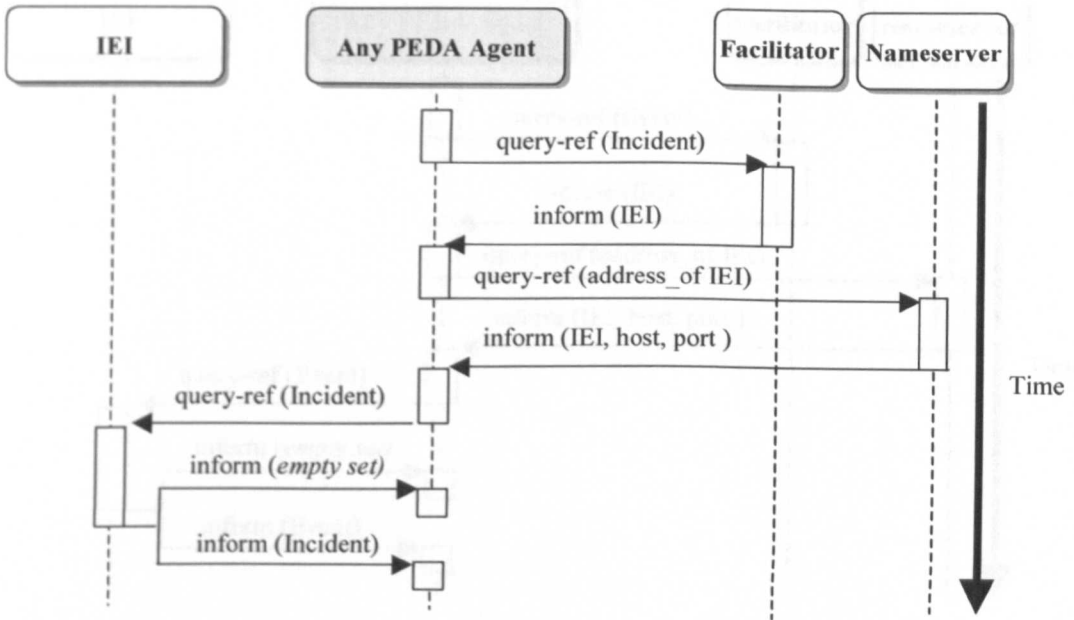 IEI
Any PEDA Agent
Facilitator
Nameserver
query-ref (Incident)
inform (IEI)
query-ref (address_of IEI)
inform (IEI, host, port )
query-ref (Incident)
Time
inform (empty set)
inform (Incident)